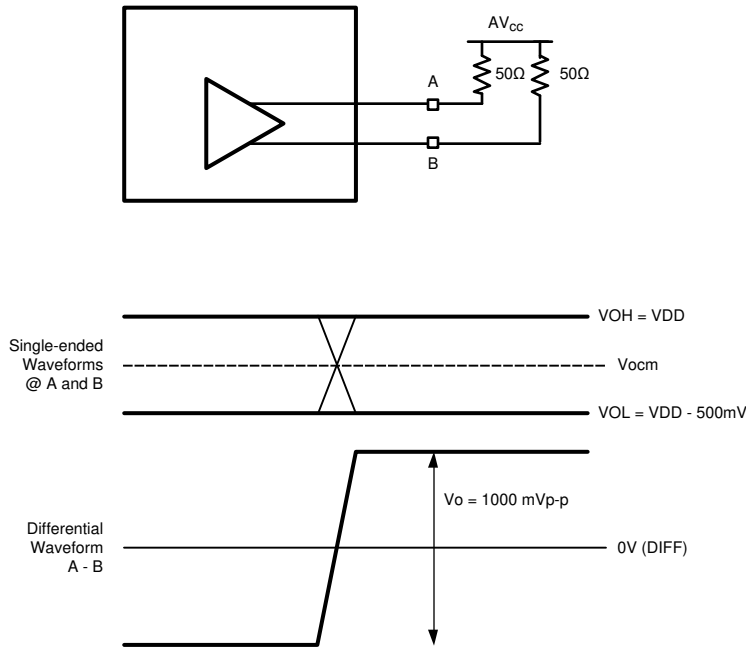 AVcc
A
50Ω
50Ω
B
VOH = VDD
Single-ended
Waveforms
@ A and B
Vocm
VOL = VDD - 500mV
Vo = 1000 mVp-p
Differential
Waveform
A - B
0V (DIFF)